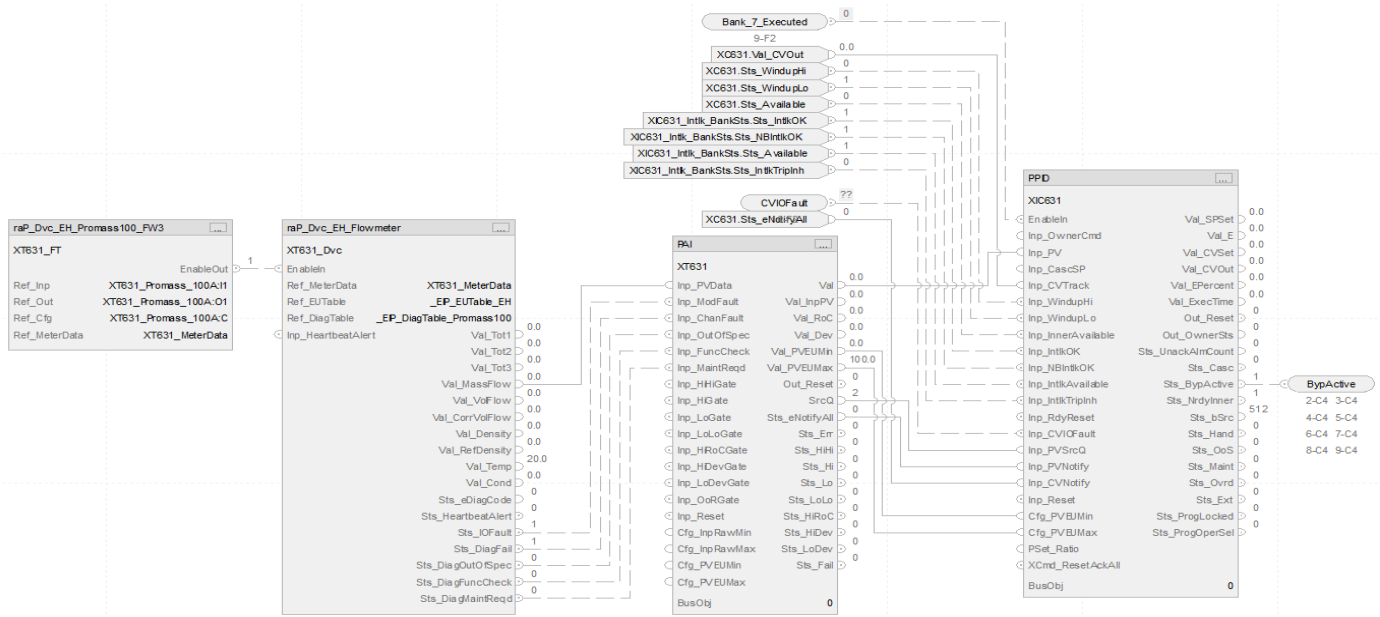 Bank_7_Executed 0
9-F2
XC631.Val_CVOut 0.0
XC631.Sts_WindupHi 0
XC631.Sts_WindupLo 1
XC631.Sts_Available 0
XIC631_Intlk_BankSts.Sts_IntlkOK 1
XIC631_Intlk_BankSts.Sts_NBIntlkOK 1
XIC631_Intlk_BankSts.Sts_Available 1
XIC631_Intlk_BankSts.Sts_IntlkTripInh 0
CVIOFault ??
XC631.Sts_eNotifyAll 0
raP_Dvc_EH_Promass100_FW3 ...
XT631_FT
EnableOut 1
Ref_Inp XT631_Promass_100A:I1
Ref_Out XT631_Promass_100A:O1
Ref_Cfg XT631_Promass_100A:C
Ref_MeterData XT631_MeterData
raP_Dvc_EH_Flowmeter ...
XT631_Dvc
EnableIn
Ref_MeterData XT631_MeterData
Ref_EUTable _EIP_EUTable_EH
Ref_DiagTable _EIP_DiagTable_Promass100
Inp_HeartbeatAlert Val_Tot1 0.0
Val_Tot2 0.0
Val_Tot3 0.0
Val_MassFlow 0.0
Val_VolFlow 0.0
Val_CorrVolFlow 0.0
Val_Density 0.0
Val_RefDensity 0.0
Val_Temp 20.0
Val_Cond 0.0
Sts_eDiagCode 0
Sts_HeartbeatAlert 0
Sts_IOFault 1
Sts_DiagFail 1
Sts_DiagOutOfSpec 0
Sts_DiagFuncCheck 0
Sts_DiagMaintReqd 0
PAI ...
XT631
Inp_PVData Val 0.0
Inp_ModFault Val_InpPV 0.0
Inp_ChanFault Val_RoC 0.0
Inp_OutOfSpec Val_Dev 0.0
Inp_FuncCheck Val_PVEUMin 0.0
Inp_MaintReqd Val_PVEUMax 100.0
Inp_HiHiGate Out_Reset 0
Inp_HiGate SrcQ 2
Inp_LoGate Sts_eNotifyAll 0
Inp_LoLoGate Sts_Err 0
Inp_HiRoCGate Sts_HiHi 0
Inp_HiDevGate Sts_Hi 0
Inp_LoDevGate Sts_Lo 0
Inp_OoRGate Sts_LoLo 0
Inp_Reset Sts_HiRoC 0
Cfg_InpRawMin Sts_HiDev 0
Cfg_InpRawMax Sts_LoDev 0
Cfg_PVEUMin Sts_Fail 0
Cfg_PVEUMax
BusObj 0
PPID ...
XIC631
EnableIn Val_SPSet 0.0
Inp_OwnerCmd Val_E 0.0
Inp_PV Val_CVSet 0.0
Inp_CascSP Val_CVOut 0.0
Inp_CVTrack Val_EPercent 0.0
Inp_WindupHi Val_ExecTime 0.0
Inp_WindupLo Out_Reset 0
Inp_InnerAvailable Out_OwnerSts 0
Inp_IntlkOK Sts_UnackAlmCount 0
Inp_NBIntlkOK Sts_Casc 0
Inp_IntlkAvailable Sts_BypActive 1
Inp_IntlkTripInh Sts_NrdyInner 1
Inp_RdyReset Sts_bSrc 512
Inp_CVIOFault Sts_Hand 0
Inp_PVSrcQ Sts_OoS 0
Inp_PVNotify Sts_Maint 0
Inp_CVNotify Sts_Ovrd 0
Inp_Reset Sts_Ext 0
Cfg_PVEUMin Sts_ProgLocked 0
Cfg_PVEUMax Sts_ProgOperSel 0
PSet_Ratio
XCmd_ResetAckAll
BusObj 0
BypActive
2-C4 3-C4
4-C4 5-C4
6-C4 7-C4
8-C4 9-C4